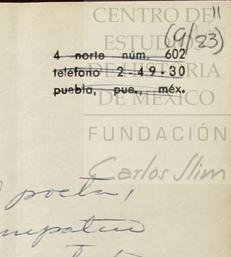 CENTRO DE 11
ESTUDIOS (9/23)
4 norte núm. 602
teléfono 2-49-30
DE HISTORIA
puebla, pue., méx.
DE MÉXICO
FUNDACIÓN
Carlos Slim
poeta,